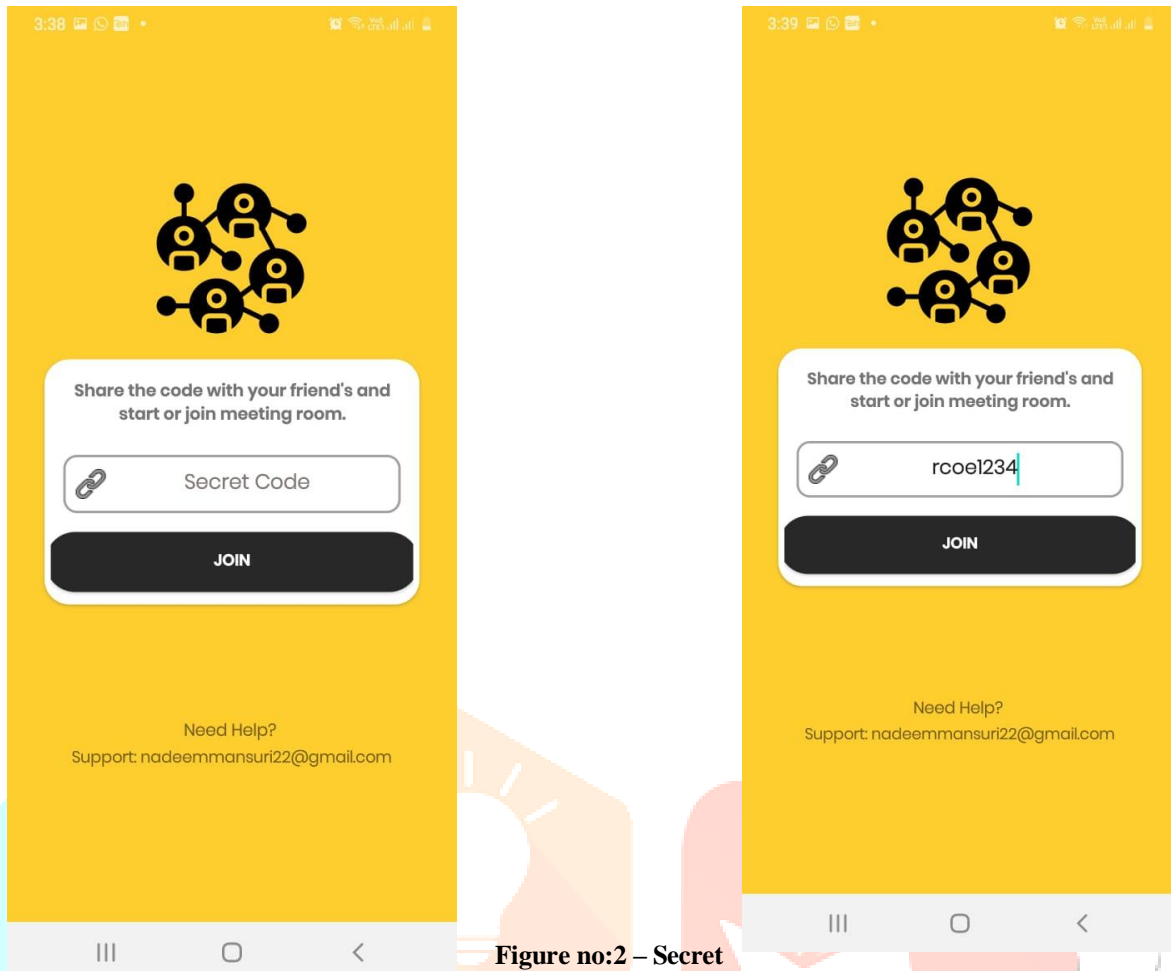 3:38
Share the code with your friend's and
start or join meeting room.
Secret Code
JOIN
Need Help?
Support: nadeemmansuri22@gmail.com
3:39
Share the code with your friend's and
start or join meeting room.
rcoe1234
JOIN
Need Help?
Support: nadeemmansuri22@gmail.com
Figure no:2 – Secret